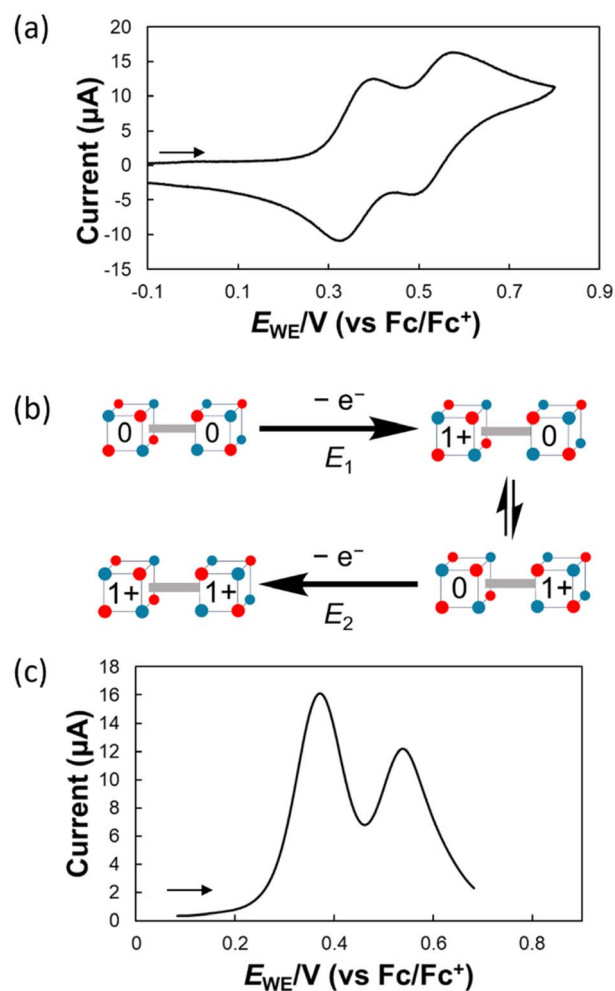 (a)
20
15
10
5
0
-5
-10
-15
Current (µA)
-0.1 0.1 0.3 0.5 0.7 0.9
E_WE/V (vs Fc/Fc⁺)
(b)
0 0
− e⁻
E₁
1+ 0
1+ 1+
− e⁻
E₂
0 1+
(c)
18
16
14
12
10
8
6
4
2
0
Current (µA)
0 0.2 0.4 0.6 0.8
E_WE/V (vs Fc/Fc⁺)